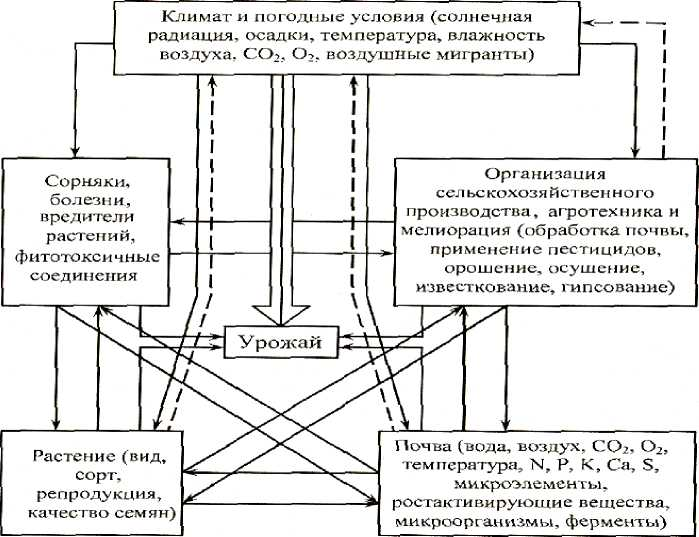 Климат и погодные условия (солнечная
радиация, осадки, температура, влажность
воздуха, CO₂, O₂, воздушные мигранты)
Сорняки,
болезни,
вредители
растений,
фитотоксичные
соединения
Организация
сельскохозяйственного
производства, агротехника и
мелиорация (обработка почвы,
применение пестицидов,
орошение, осушение,
известкование, гипсование)
Урожай
Растение (вид,
сорт,
репродукция,
качество семян)
Почва (вода, воздух, CO₂, O₂,
температура, N, P, K, Ca, S,
микроэлементы,
ростактивирующие вещества,
микроорганизмы, ферменты)